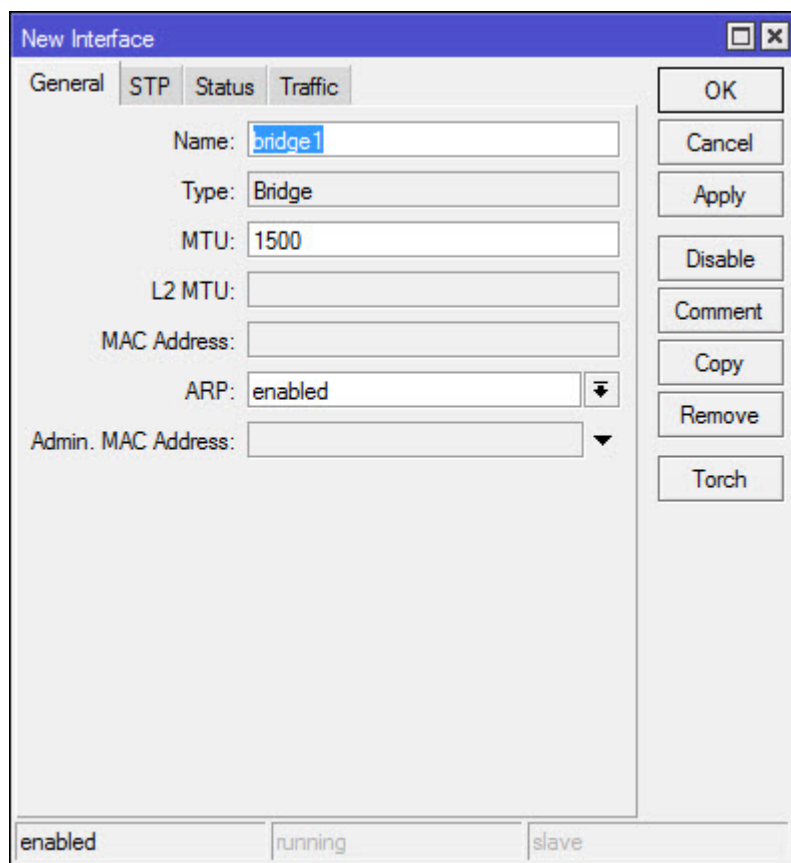 New Interface
General STP Status Traffic
Name: bridge1
Type: Bridge
MTU: 1500
L2 MTU:
MAC Address:
ARP: enabled
Admin. MAC Address:
OK
Cancel
Apply
Disable
Comment
Copy
Remove
Torch
enabled running slave